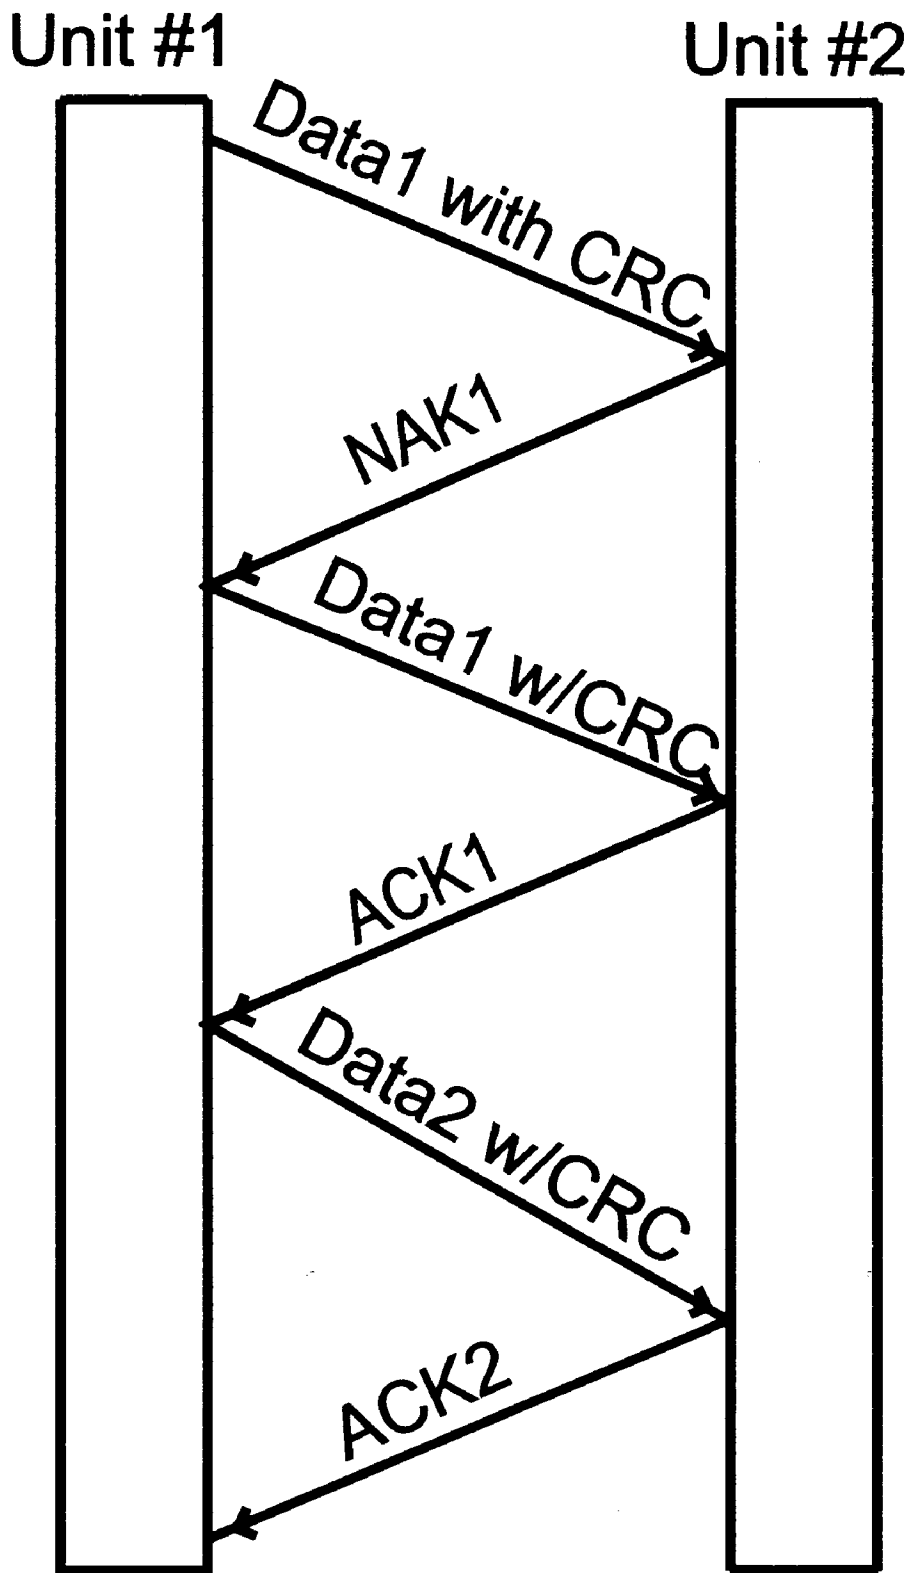 Unit #1
Unit #2
Data1 with CRC
NAK1
Data1 w/CRC
ACK1
Data2 w/CRC
ACK2